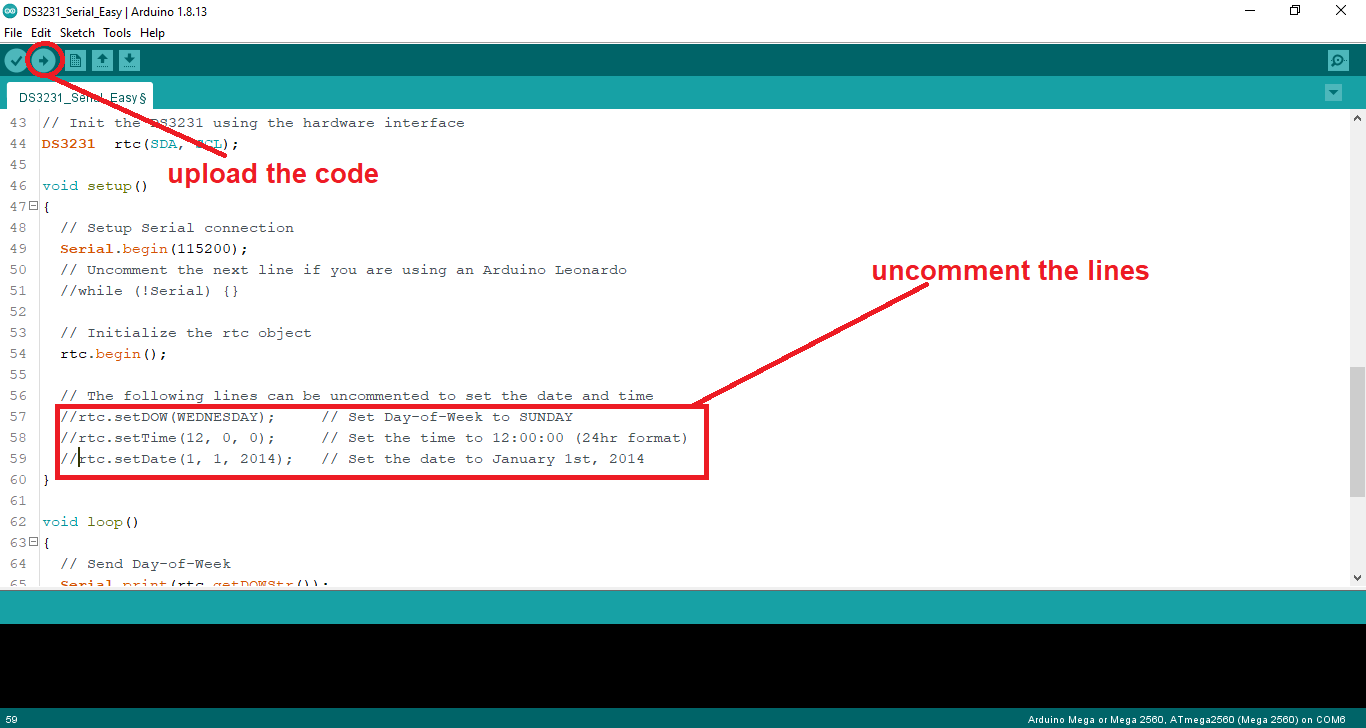 DS3231_Serial_Easy | Arduino 1.8.13
File Edit Sketch Tools Help
DS3231_Serial_Easy §
43 // Init the DS3231 using the hardware interface
44 DS3231  rtc(SDA, SCL);
45
upload the code
46 void setup()
47 {
48 // Setup Serial connection
49 Serial.begin(115200);
50 // Uncomment the next line if you are using an Arduino Leonardo
uncomment the lines
51 //while (!Serial) {}
52
53 // Initialize the rtc object
54 rtc.begin();
55
56 // The following lines can be uncommented to set the date and time
57 //rtc.setDOW(WEDNESDAY);     // Set Day-of-Week to SUNDAY
58 //rtc.setTime(12, 0, 0);     // Set the time to 12:00:00 (24hr format)
59 //rtc.setDate(1, 1, 2014);   // Set the date to January 1st, 2014
60 }
61
62 void loop()
63 {
64 // Send Day-of-Week
65 Serial.print(rtc.getDOWStr());
59
Arduino Mega or Mega 2560, ATmega2560 (Mega 2560) on COM6